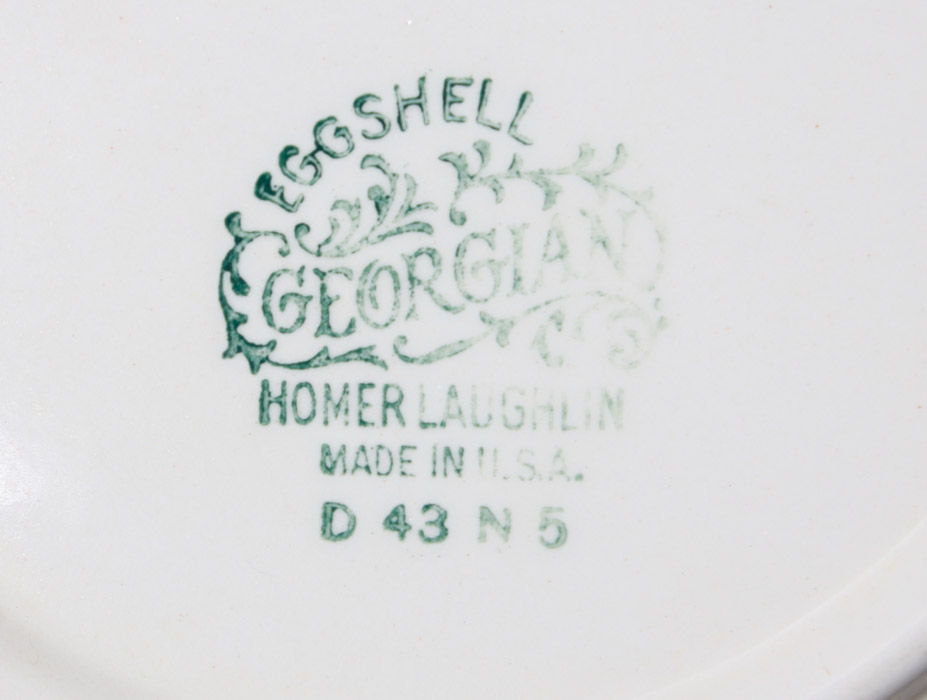 EGGSHELL
GEORGIAN
HOMER LAUGHLIN
MADE IN U.S.A.
D 43 N 5